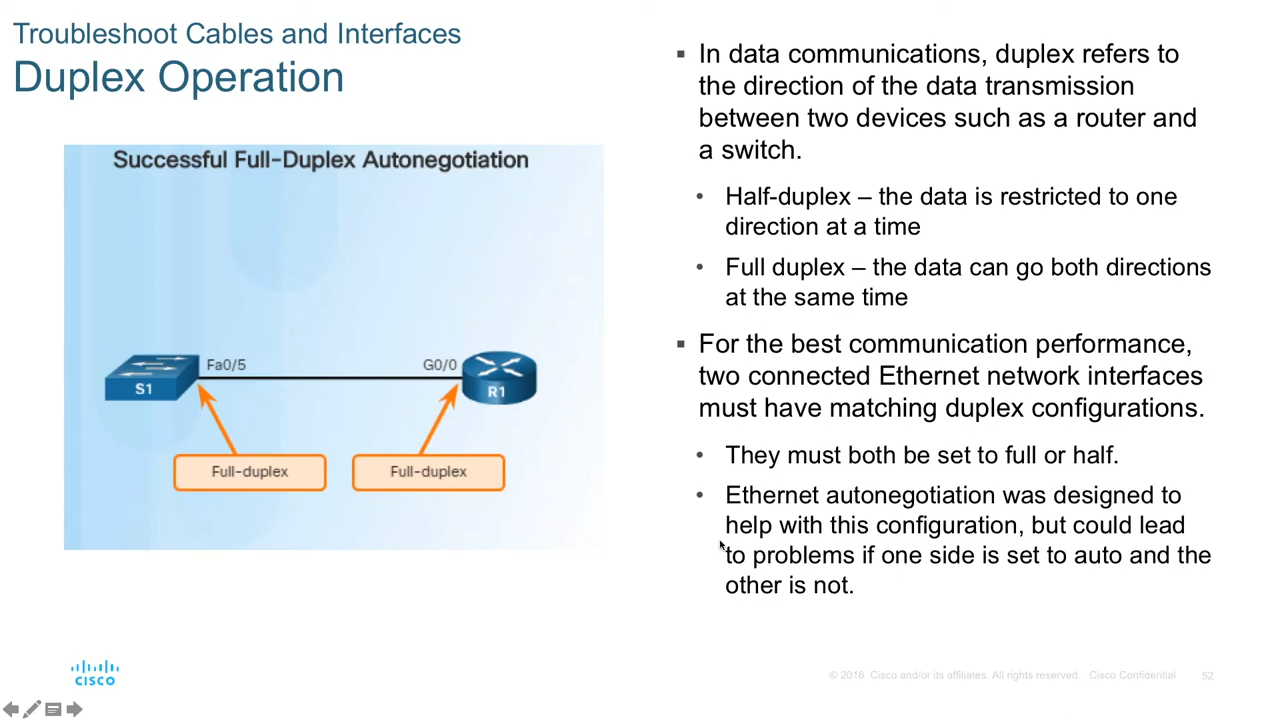 Troubleshoot Cables and Interfaces
Duplex Operation
Successful Full-Duplex Autonegotiation
Fa0/5
G0/0
S1
R1
Full-duplex
Full-duplex
▪ In data communications, duplex refers to
the direction of the data transmission
between two devices such as a router and
a switch.
• Half-duplex – the data is restricted to one
direction at a time
• Full duplex – the data can go both directions
at the same time
▪ For the best communication performance,
two connected Ethernet network interfaces
must have matching duplex configurations.
• They must both be set to full or half.
• Ethernet autonegotiation was designed to
help with this configuration, but could lead
to problems if one side is set to auto and the
other is not.
CISCO
© 2016 Cisco and/or its affiliates. All rights reserved. Cisco Confidential
52